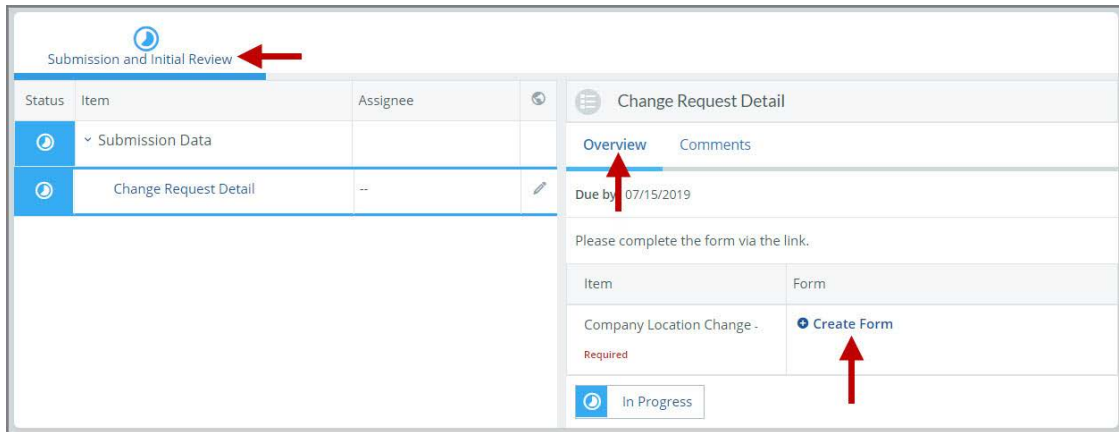 Submission and Initial Review
Status Item Assignee
Submission Data
Change Request Detail --
Change Request Detail
Overview Comments
Due by 07/15/2019
Please complete the form via the link.
Item Form
Company Location Change - Create Form
Required
In Progress